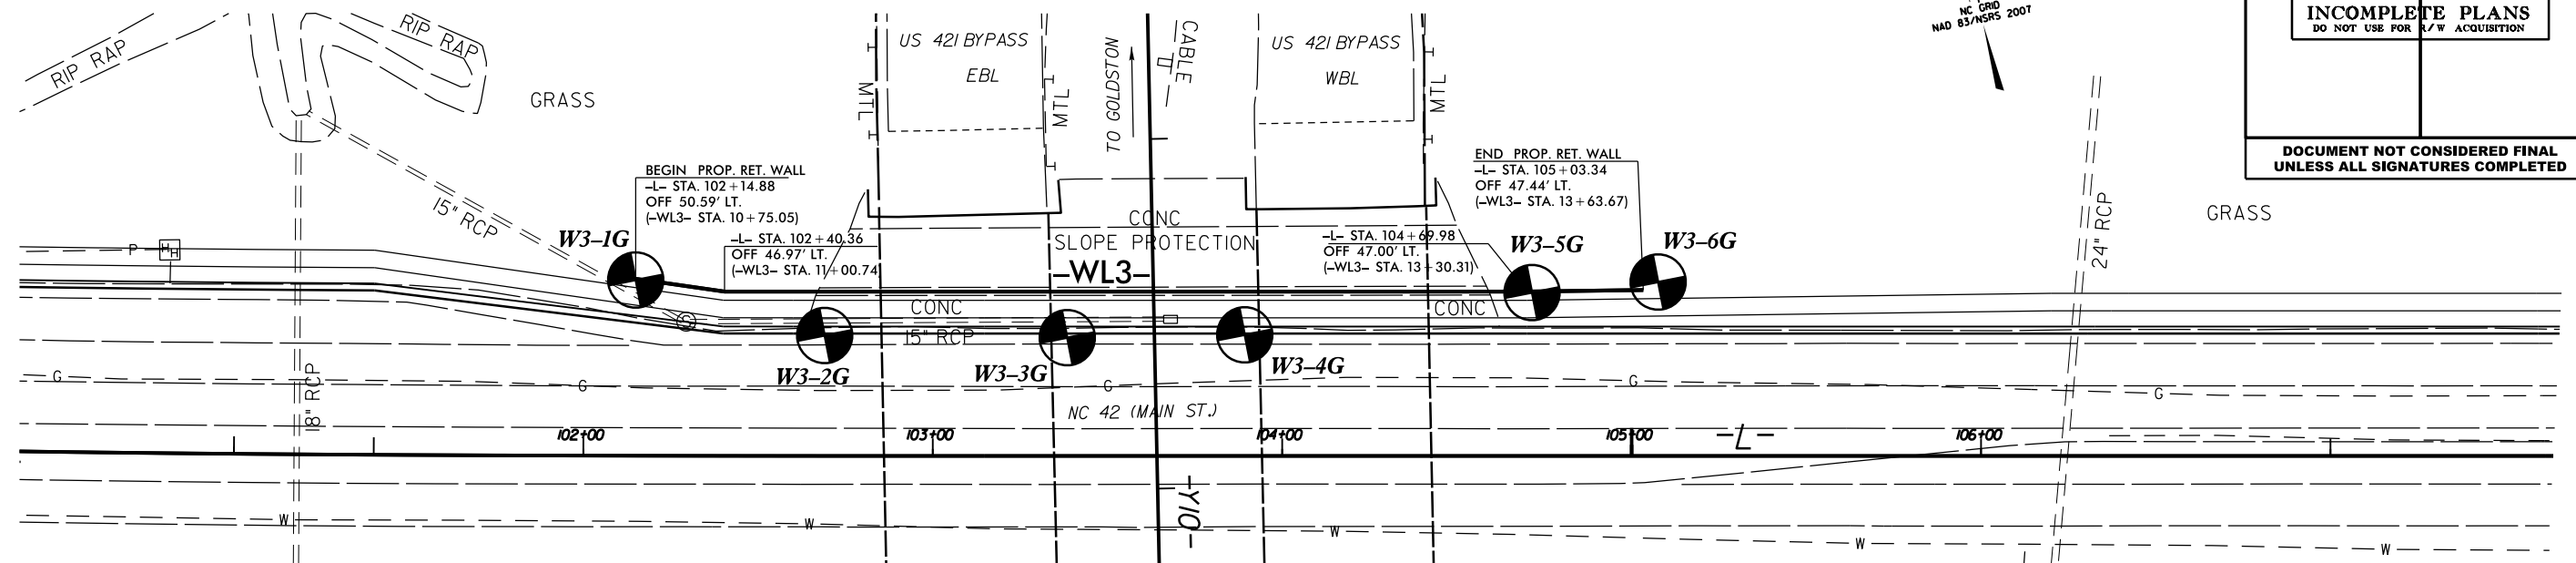 RIP RAP
RIP RAP
GRASS
US 421 BYPASS
EBL
MTL
MTL
TO GOLDSTON
CABLE
US 421 BYPASS
WBL
MTL
NC GRID
NAD 83/NSRS 2007
INCOMPLETE PLANS
DO NOT USE FOR R/W ACQUISITION
DOCUMENT NOT CONSIDERED FINAL
UNLESS ALL SIGNATURES COMPLETED
BEGIN PROP. RET. WALL
-L- STA. 102+14.88
OFF 50.59' LT.
(-WL3- STA. 10+75.05)
END PROP. RET. WALL
-L- STA. 105+03.34
OFF 47.44' LT.
(-WL3- STA. 13+63.67)
15" RCP
24" RCP
GRASS
P
HH
W3-1G
-L- STA. 102+40.36
OFF 46.97' LT.
(-WL3- STA. 11+00.74)
CONC
SLOPE PROTECTION
-WL3-
-L- STA. 104+69.98
OFF 47.00' LT.
(-WL3- STA. 13+30.31)
W3-5G
W3-6G
C
CONC
15" RCP
CONC
W3-2G
W3-3G
W3-4G
G
G
G
G
G
18" RCP
NC 42 (MAIN ST.)
102+00
103+00
104+00
105+00
-L-
106+00
-Y10-
W
W
W
W
W